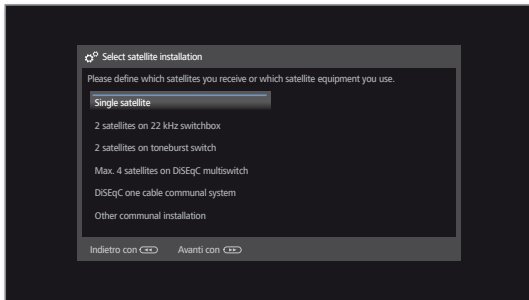 Select satellite installation
Please define which satellites you receive or which satellite equipment you use.
Single satellite
2 satellites on 22 kHz switchbox
2 satellites on toneburst switch
Max. 4 satellites on DiSEqC multiswitch
DiSEqC one cable communal system
Other communal installation
Indietro con Avanti con